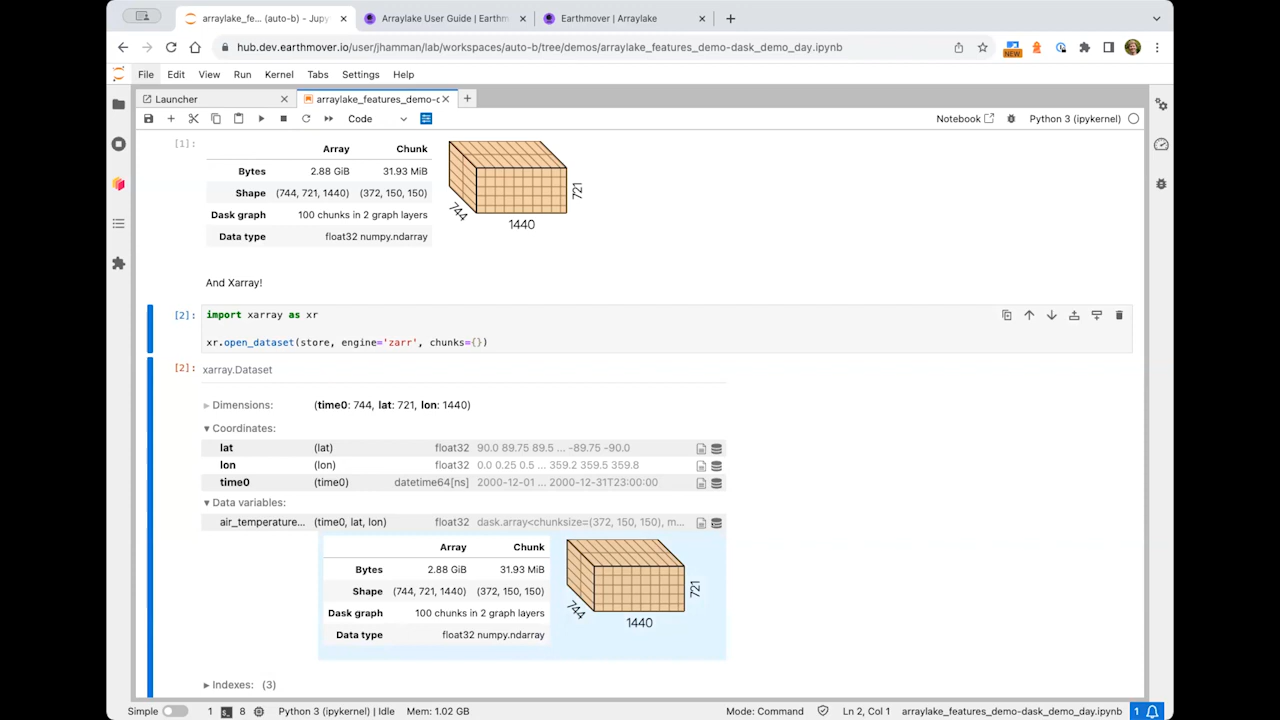 arraylake_fe... (auto-b) - Jupy
Arraylake User Guide | Earthm
Earthmover | Arraylake
hub.dev.earthmover.io/user/jhamman/lab/workspaces/auto-b/tree/demos/arraylake_features_demo-dask_demo_day.ipynb
NEW
File Edit View Run Kernel Tabs Settings Help
Launcher
arraylake_features_demo-c
Code
Notebook
Python 3 (ipykernel)
[1]:
Array Chunk
Bytes 2.88 GiB 31.93 MiB
Shape (744, 721, 1440) (372, 150, 150)
Dask graph 100 chunks in 2 graph layers
Data type float32 numpy.ndarray
721
744
1440
And Xarray!
[2]:
import xarray as xr
xr.open_dataset(store, engine='zarr', chunks={})
[2]:
xarray.Dataset
Dimensions: (time0: 744, lat: 721, lon: 1440)
Coordinates:
lat (lat) float32 90.0 89.75 89.5 ... -89.75 -90.0
lon (lon) float32 0.0 0.25 0.5 ... 359.2 359.5 359.8
time0 (time0) datetime64[ns] 2000-12-01 ... 2000-12-31T23:00:00
Data variables:
air_temperature... (time0, lat, lon) float32 dask.array<chunksize=(372, 150, 150), m...
Array Chunk
Bytes 2.88 GiB 31.93 MiB
Shape (744, 721, 1440) (372, 150, 150)
Dask graph 100 chunks in 2 graph layers
Data type float32 numpy.ndarray
721
744
1440
Indexes: (3)
Simple 1 8 Python 3 (ipykernel) | Idle Mem: 1.02 GB Mode: Command Ln 2, Col 1 arraylake_features_demo-dask_demo_day.ipynb 1